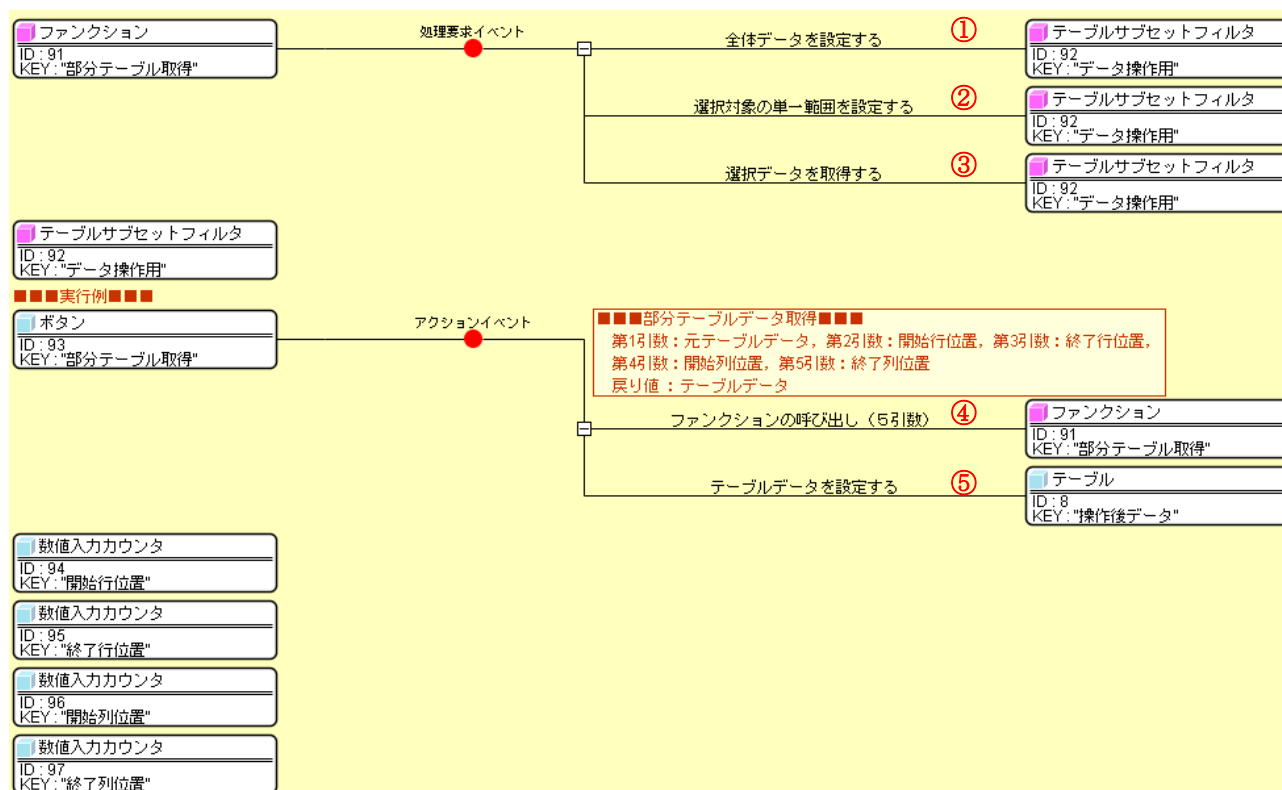 ファンクション
ID : 91
KEY : "部分テーブル取得"
処理要求イベント
全体データを設定する
①
テーブルサブセットフィルタ
ID : 92
KEY : "データ操作用"
選択対象の単一範囲を設定する
②
テーブルサブセットフィルタ
ID : 92
KEY : "データ操作用"
選択データを取得する
③
テーブルサブセットフィルタ
ID : 92
KEY : "データ操作用"
テーブルサブセットフィルタ
ID : 92
KEY : "データ操作用"
■■■実行例■■■
ボタン
ID : 93
KEY : "部分テーブル取得"
アクションイベント
■■■部分テーブルデータ取得■■■
第1引数：元テーブルデータ，第2引数：開始行位置，第3引数：終了行位置，
第4引数：開始列位置，第5引数：終了列位置
戻り値：テーブルデータ
ファンクションの呼び出し（５引数）
④
ファンクション
ID : 91
KEY : "部分テーブル取得"
テーブルデータを設定する
⑤
テーブル
ID : 8
KEY : "操作後データ"
数値入力カウンタ
ID : 94
KEY : "開始行位置"
数値入力カウンタ
ID : 95
KEY : "終了行位置"
数値入力カウンタ
ID : 96
KEY : "開始列位置"
数値入力カウンタ
ID : 97
KEY : "終了列位置"